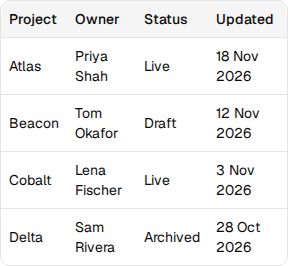 Project Owner Status Updated
Atlas Priya Shah Live 18 Nov 2026
Beacon Tom Okafor Draft 12 Nov 2026
Cobalt Lena Fischer Live 3 Nov 2026
Delta Sam Rivera Archived 28 Oct 2026